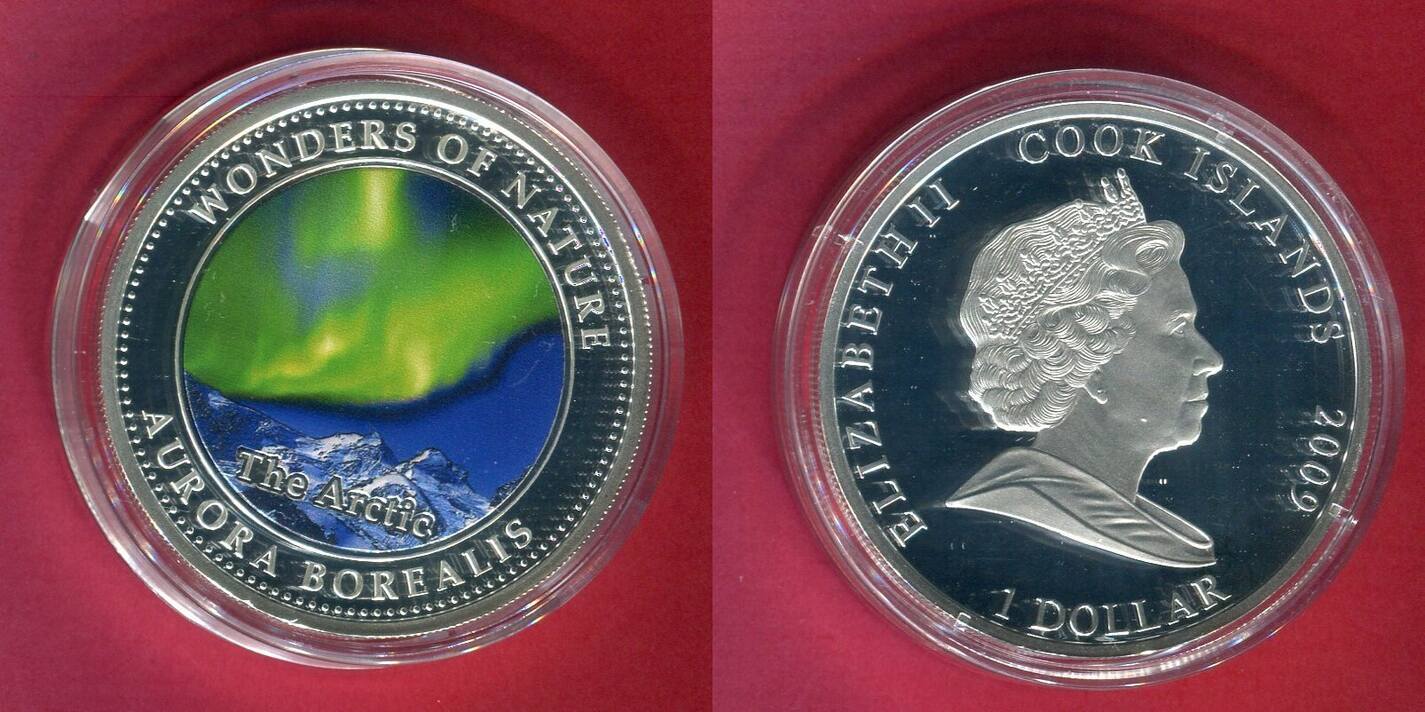 WONDERS OF NATURE
The Arctic
AURORA BOREALIS
ELIZABETH II
COOK ISLANDS
2009
1 DOLLAR